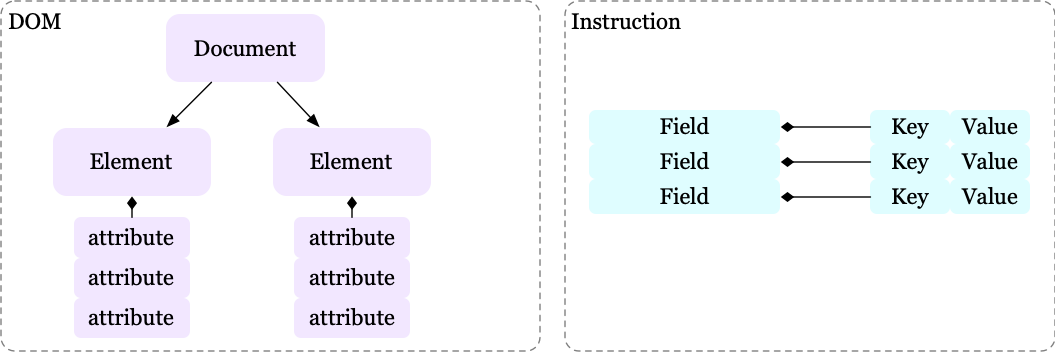 DOM
Document
Element
Element
attribute
attribute
attribute
attribute
attribute
attribute
Instruction
Field Key Value
Field Key Value
Field Key Value